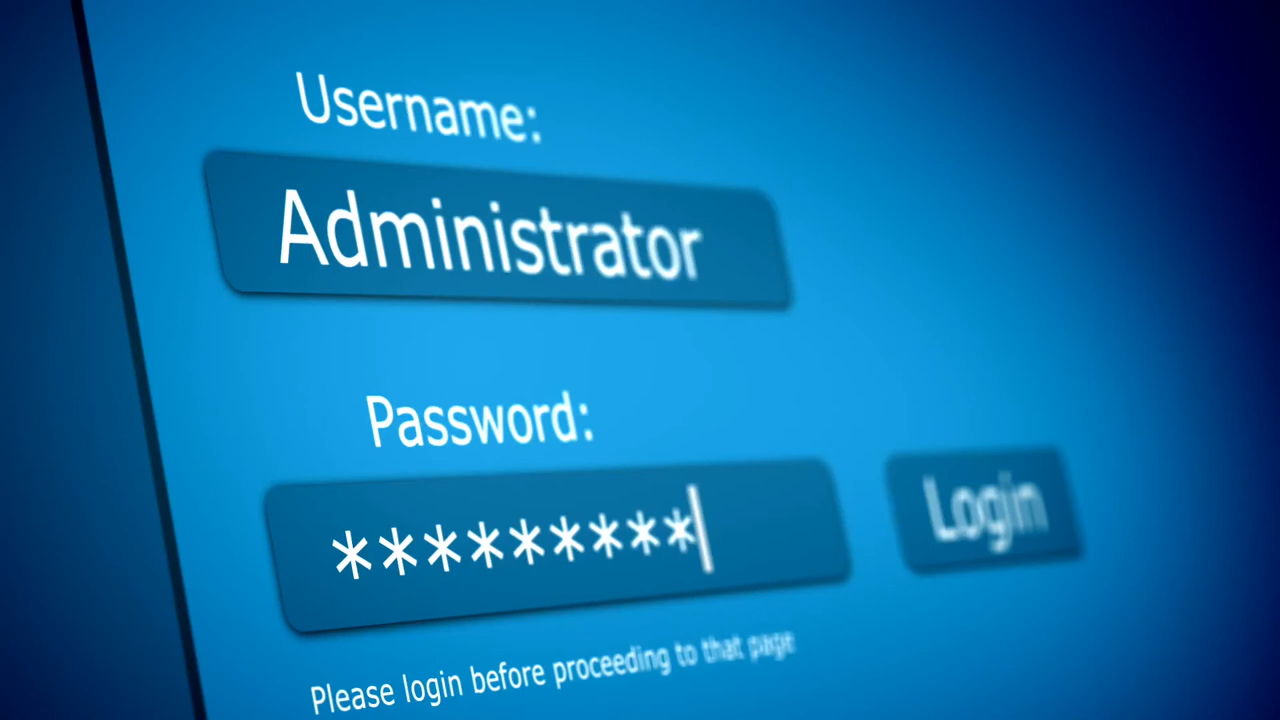 Username:
Administrator
Password:
*********
Login
Please login before proceeding to that page